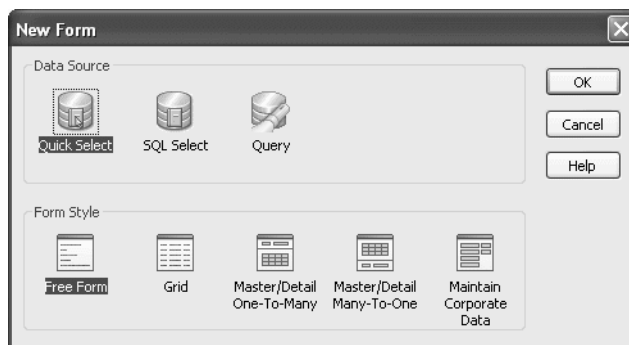 New Form
Data Source
Quick Select
SQL Select
Query
OK
Cancel
Help
Form Style
Free Form
Grid
Master/Detail
One-To-Many
Master/Detail
Many-To-One
Maintain
Corporate
Data